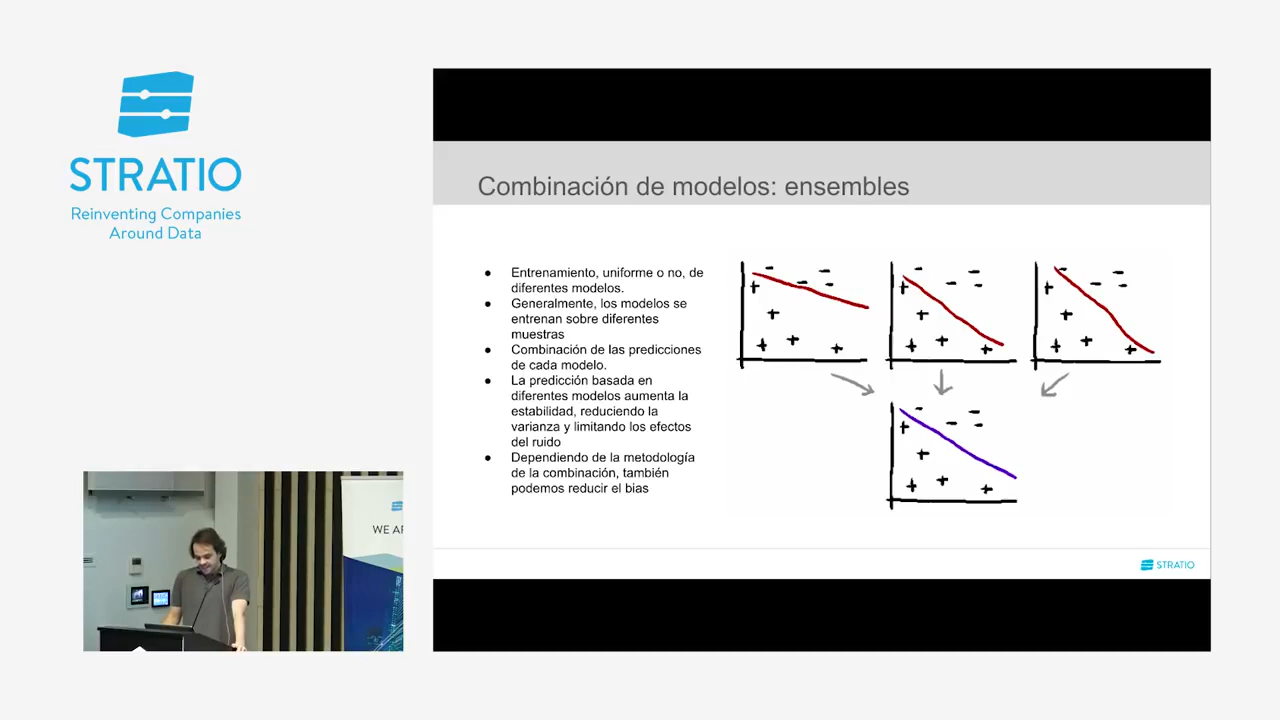 STRATIO
Reinventing Companies
Around Data
Combinación de modelos: ensembles
● Entrenamiento, uniforme o no, de
diferentes modelos.
● Generalmente, los modelos se
entrenan sobre diferentes
muestras
● Combinación de las predicciones
de cada modelo.
● La predicción basada en
diferentes modelos aumenta la
estabilidad, reduciendo la
varianza y limitando los efectos
del ruido
● Dependiendo de la metodología
de la combinación, también
podemos reducir el bias
STRATIO
WE AR